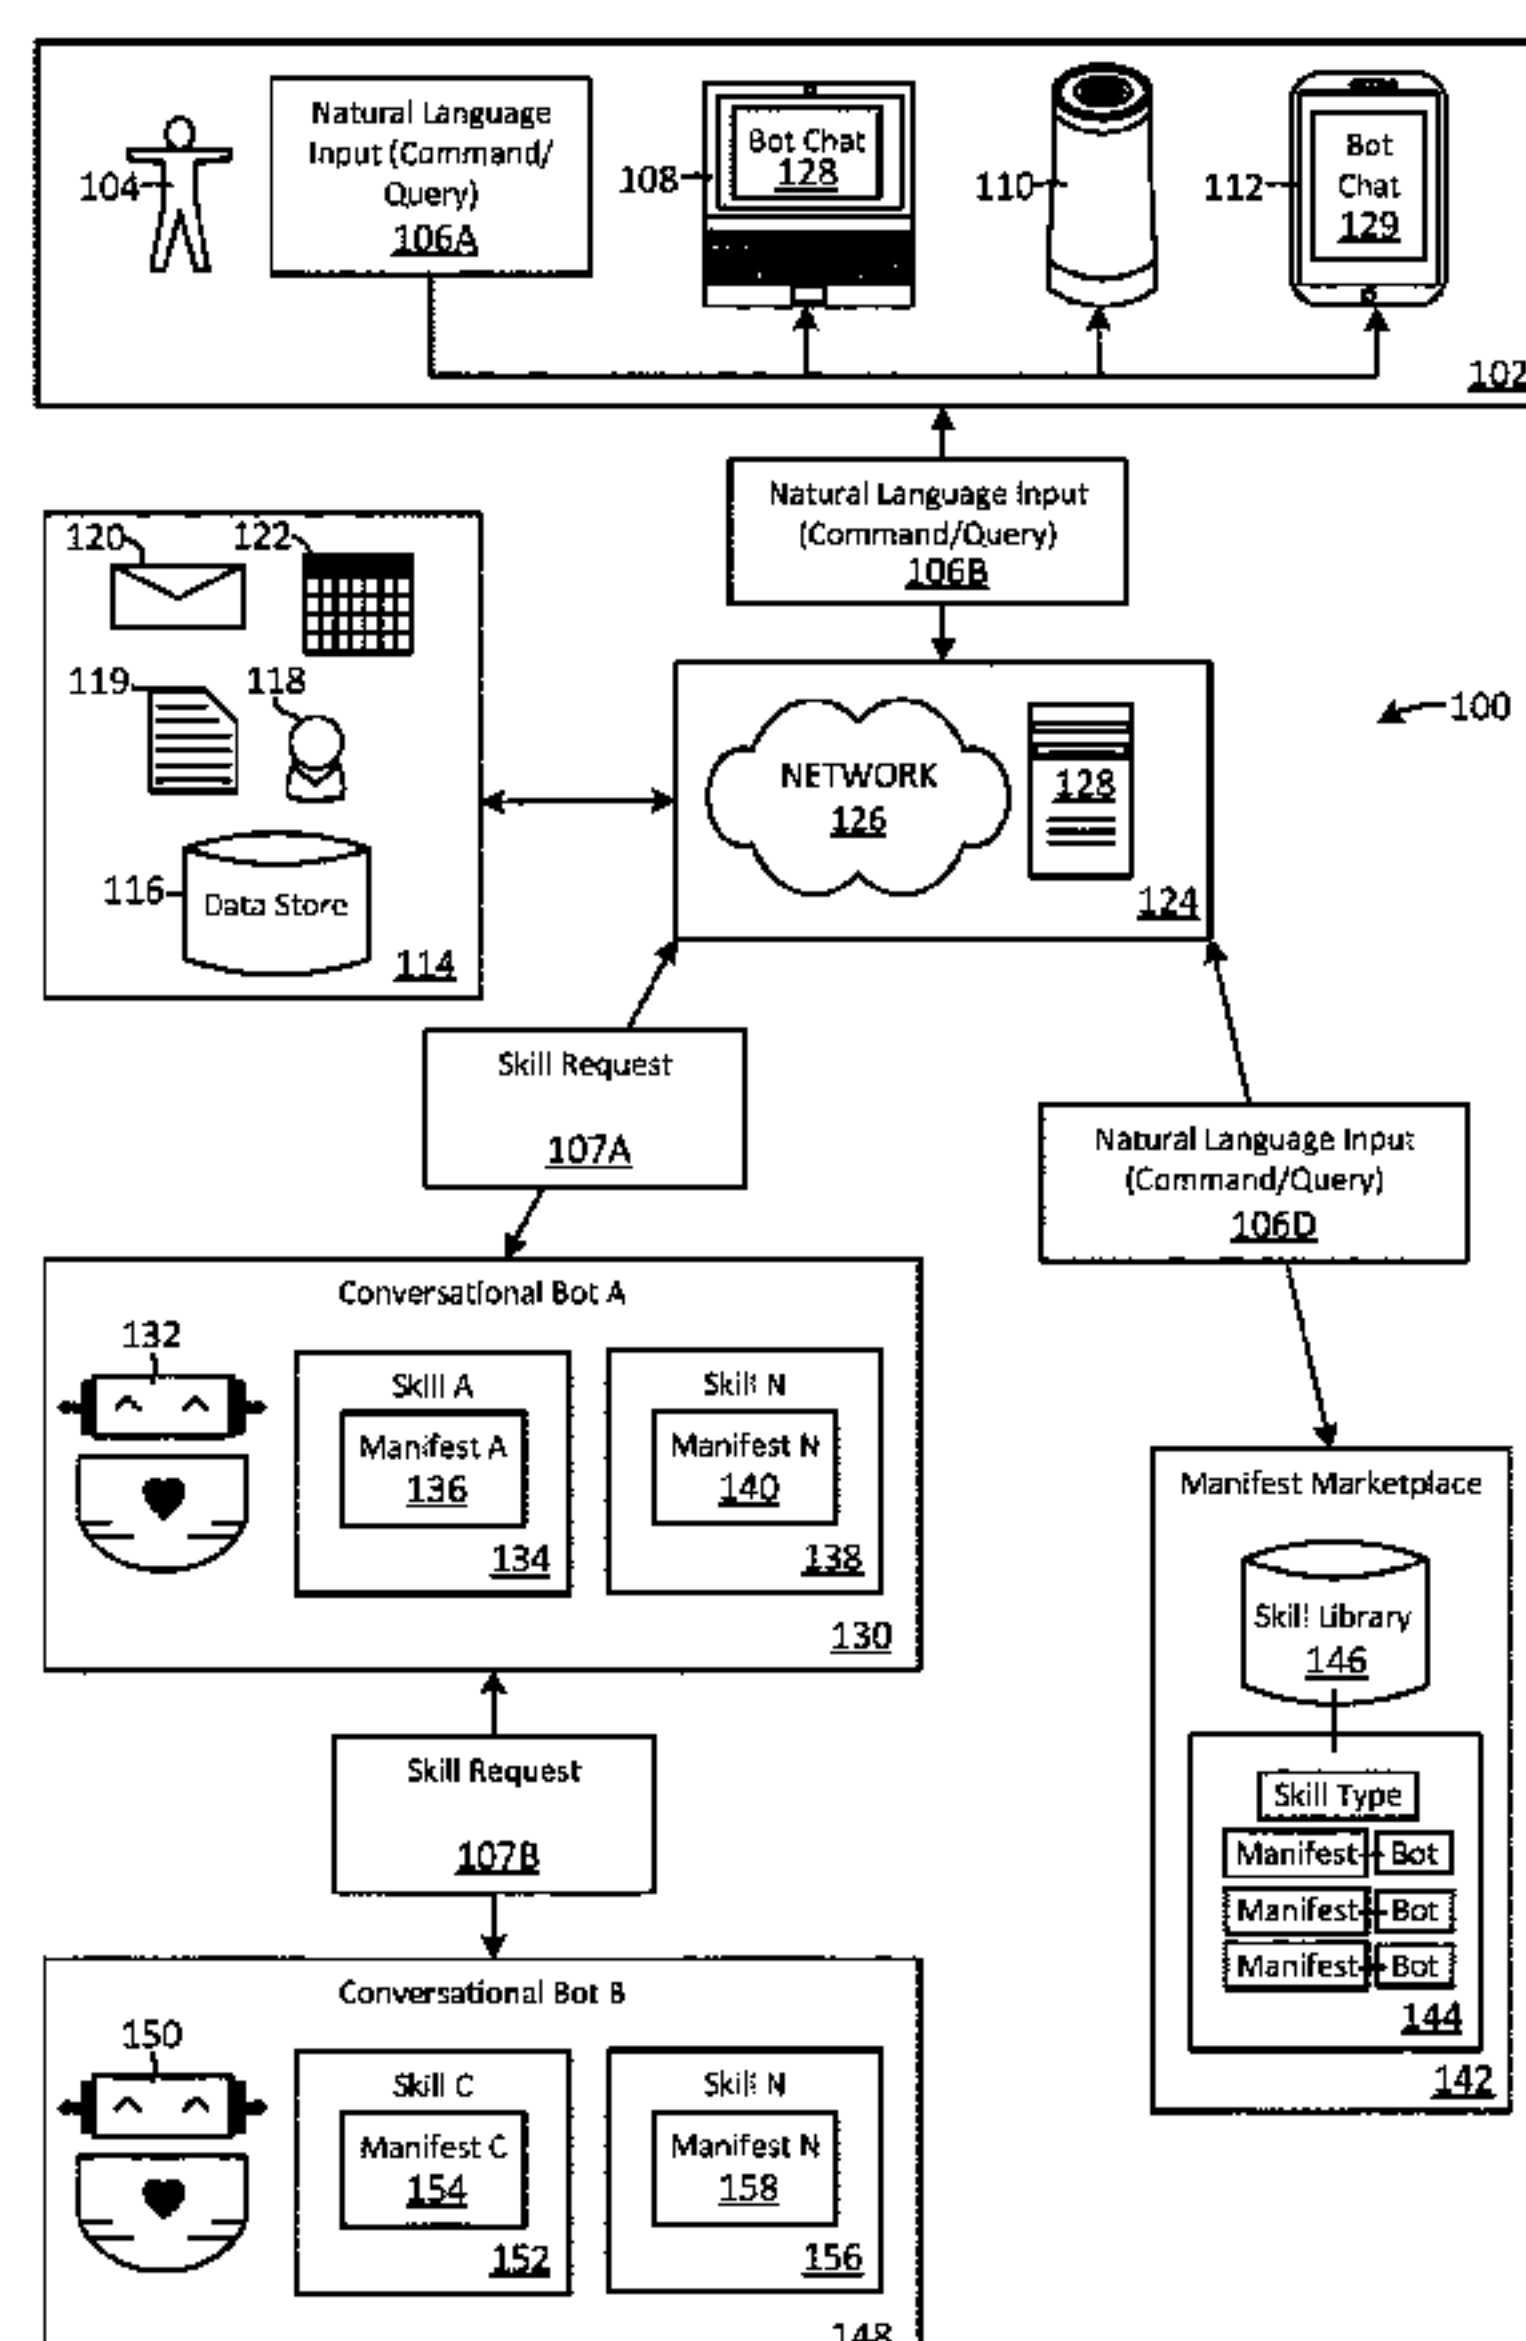 Natural Language
Input (Command/
Query)
106A
104
108
Bot Chat
128
110
112
Bot
Chat
129
102
Natural Language Input
(Command/Query)
106B
120
122
119
118
116
Data Store
114
NETWORK
126
128
124
100
Skill Request
107A
Natural Language Input
(Command/Query)
106D
Conversational Bot A
132
Skill A
Manifest A
136
134
Skill N
Manifest N
140
138
130
Manifest Marketplace
Skill Library
146
Skill Type
Manifest
Bot
Manifest
Bot
Manifest
Bot
144
142
Skill Request
107B
Conversational Bot B
150
Skill C
Manifest C
154
152
Skill N
Manifest N
158
156
148